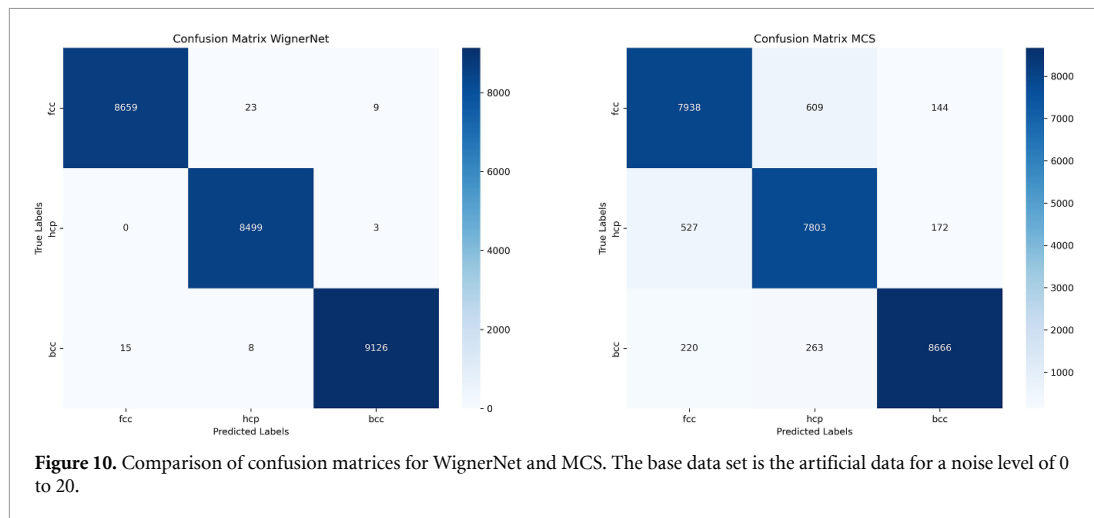 Confusion Matrix WignerNet
8659 23 9
0 8499 3
15 8 9126
fcc
hcp
bcc
True Labels
fcc hcp bcc
Predicted Labels
8000
6000
4000
2000
0
Confusion Matrix MCS
7938 609 144
527 7803 172
220 263 8666
fcc
hcp
bcc
True Labels
fcc hcp bcc
Predicted Labels
8000
7000
6000
5000
4000
3000
2000
1000
Figure 10. Comparison of confusion matrices for WignerNet and MCS. The base data set is the artificial data for a noise level of 0
to 20.